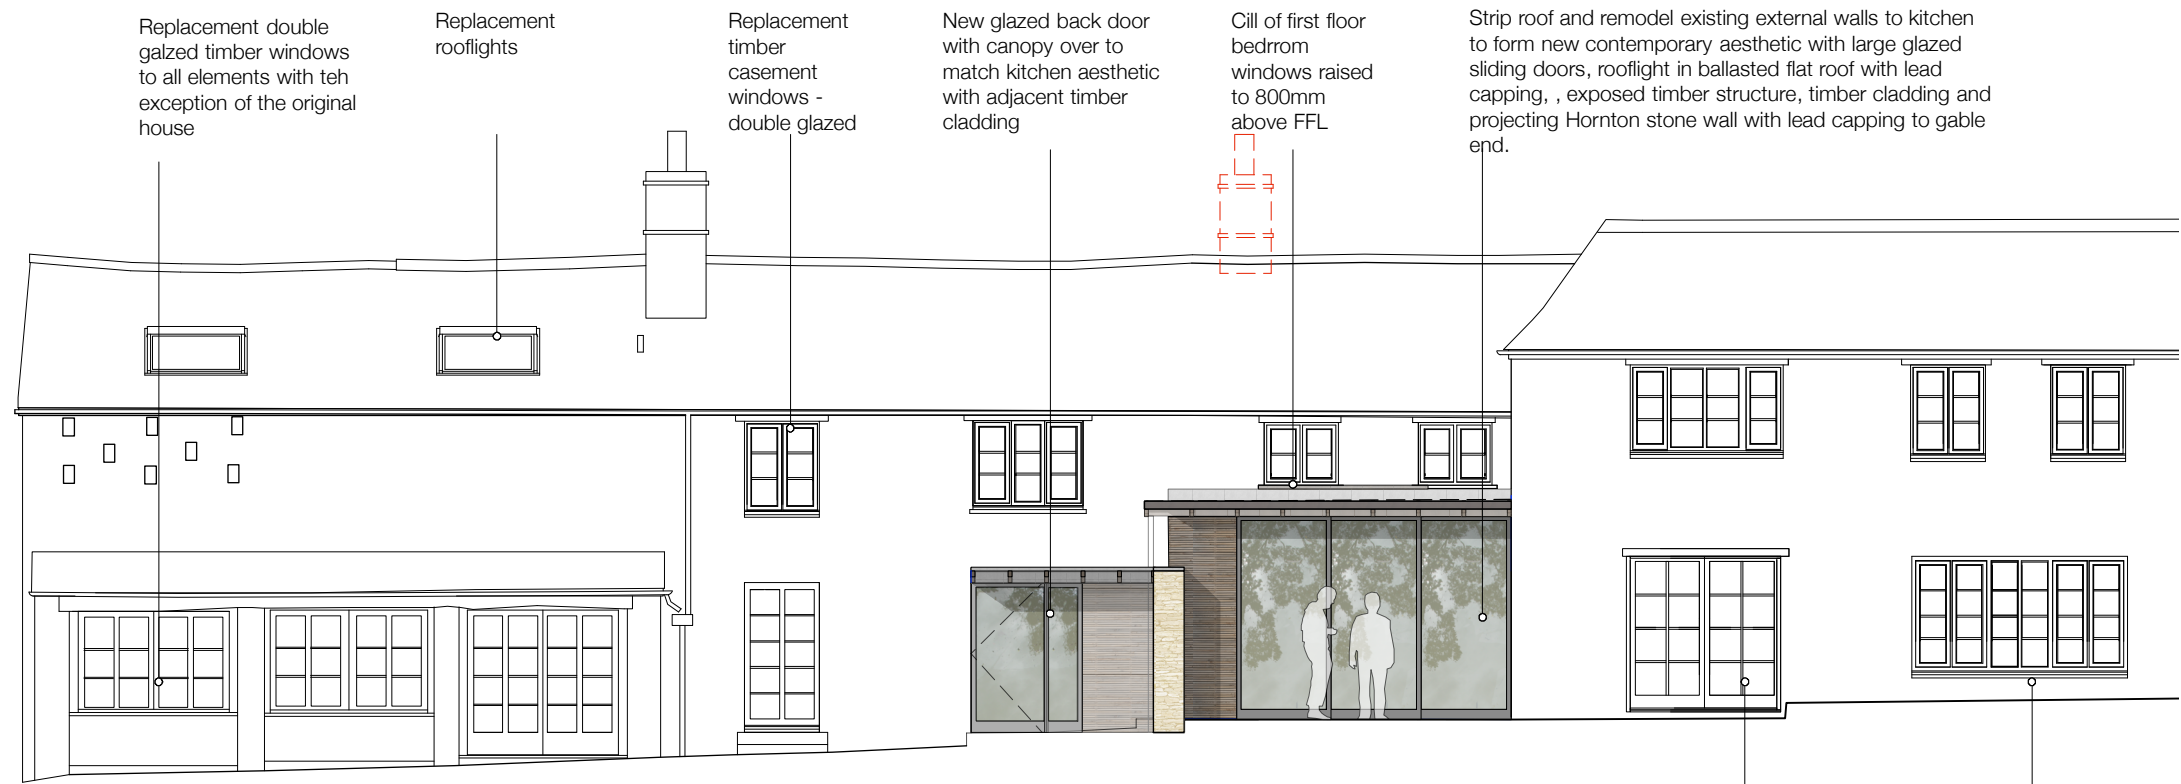 Replacement double
galzed timber windows
to all elements with teh
exception of the original
house
Replacement
rooflights
Replacement
timber
casement
windows -
double glazed
New glazed back door
with canopy over to
match kitchen aesthetic
with adjacent timber
cladding
Cill of first floor
bedrrom
windows raised
to 800mm
above FFL
Strip roof and remodel existing external walls to kitchen
to form new contemporary aesthetic with large glazed
sliding doors, rooflight in ballasted flat roof with lead
capping, , exposed timber structure, timber cladding and
projecting Hornton stone wall with lead capping to gable
end.